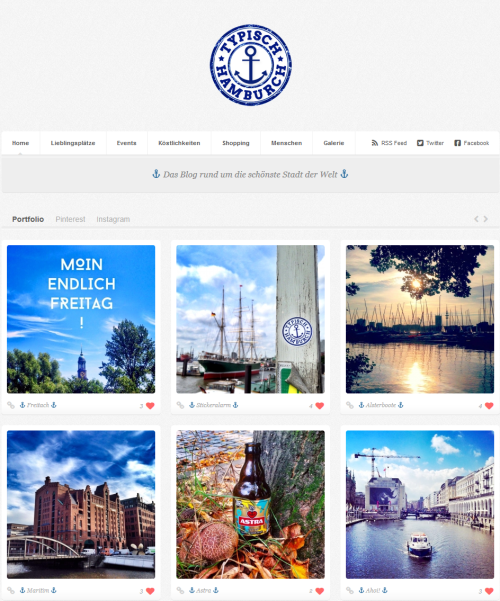 TYPISCH
HAMBURCH
Home Lieblingsplätze Events Köstlichkeiten Shopping Menschen Galerie RSS Feed Twitter Facebook
Das Blog rund um die schönste Stadt der Welt
Portfolio Pinterest Instagram
MOIN
ENDLICH
FREITAG
!
TYPISCH
HAMBURCH
Freitach 5
Stickeralarm 4
Alsterboote 4
ASTRA
Maritim 3
Astra 2
Ahoi! 3